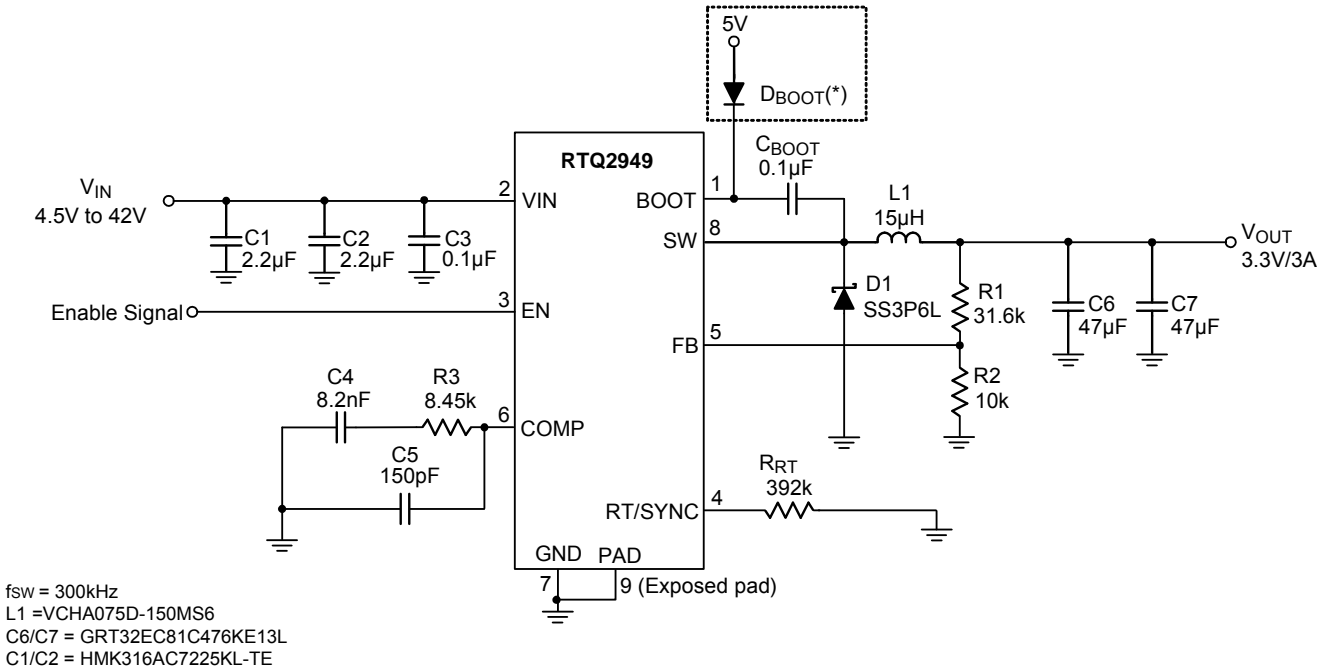 5V
DBOOT(*)
RTQ2949
CBOOT
0.1µF
VIN
4.5V to 42V
2
VIN
BOOT
1
L1
15µH
C1
2.2µF
C2
2.2µF
C3
0.1µF
SW
8
VOUT
3.3V/3A
D1
SS3P6L
R1
31.6k
C6
47µF
C7
47µF
Enable Signal
3
EN
FB
5
R2
10k
C4
8.2nF
R3
8.45k
6
COMP
C5
150pF
RRT
392k
RT/SYNC
4
GND
PAD
7
9 (Exposed pad)
fsw = 300kHz
L1 =VCHA075D-150MS6
C6/C7 = GRT32EC81C476KE13L
C1/C2 = HMK316AC7225KL-TE